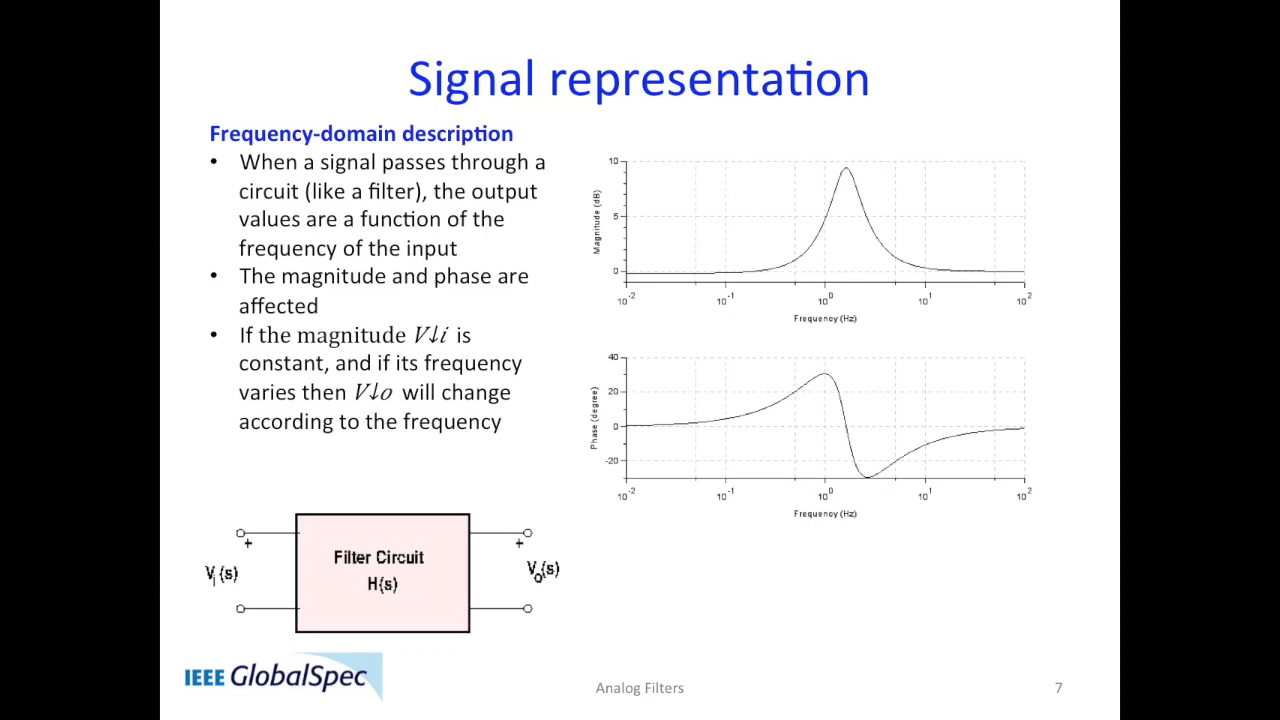 Signal representation
Frequency-domain description
• When a signal passes through a
circuit (like a filter), the output
values are a function of the
frequency of the input
• The magnitude and phase are
affected
• If the magnitude V↓i is
constant, and if its frequency
varies then V↓o will change
according to the frequency
10
5
0
Magnitude (dB)
10^-2 10^-1 10^0 10^1 10^2
Frequency (Hz)
40
20
0
-20
Phase (degree)
10^-2 10^-1 10^0 10^1 10^2
Frequency (Hz)
+ +
Filter Circuit
H(s)
Vi(s)
Vo(s)
IEEE GlobalSpec
Analog Filters
7